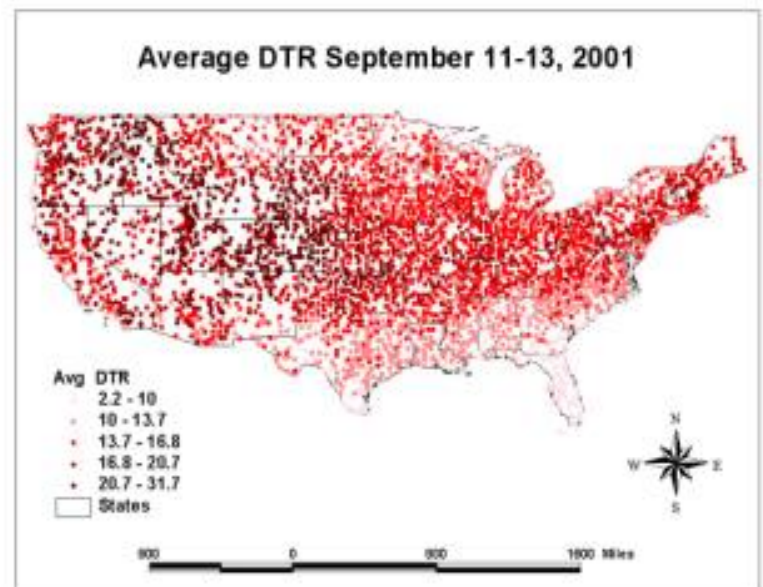 Average DTR September 11-13, 2001
Avg DTR
2.2 - 10
10 - 13.7
13.7 - 16.8
16.8 - 20.7
20.7 - 31.7
States
N
W E
S
800 0 800 1600 Miles